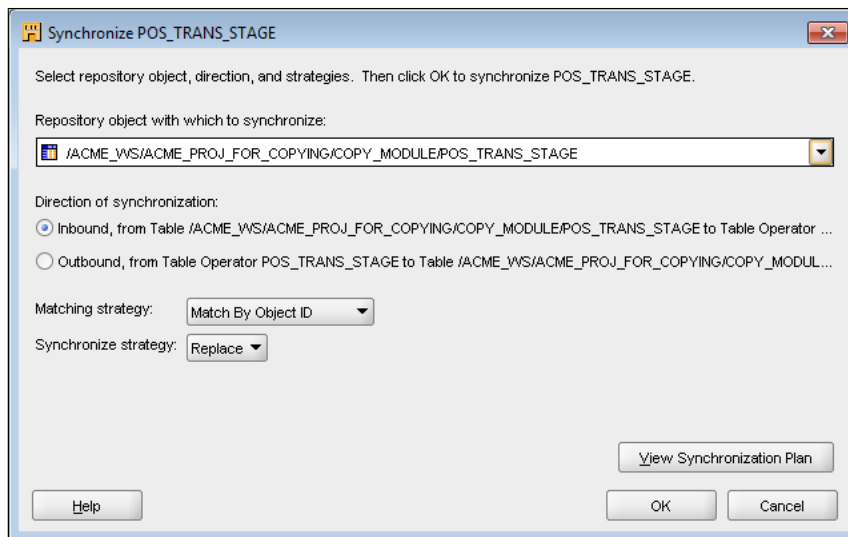 Synchronize POS_TRANS_STAGE
Select repository object, direction, and strategies. Then click OK to synchronize POS_TRANS_STAGE.
Repository object with which to synchronize:
/ACME_WS/ACME_PROJ_FOR_COPYING/COPY_MODULE/POS_TRANS_STAGE
Direction of synchronization:
Inbound, from Table /ACME_WS/ACME_PROJ_FOR_COPYING/COPY_MODULE/POS_TRANS_STAGE to Table Operator ...
Outbound, from Table Operator POS_TRANS_STAGE to Table /ACME_WS/ACME_PROJ_FOR_COPYING/COPY_MODUL...
Matching strategy: Match By Object ID
Synchronize strategy: Replace
View Synchronization Plan
Help OK Cancel